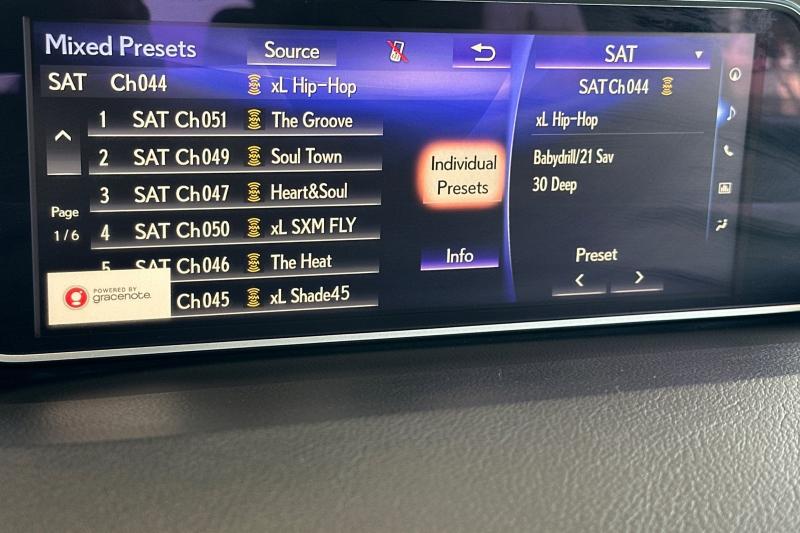 Mixed Presets
Source
SAT
SAT Ch044 xL Hip-Hop
SAT Ch044
1 SAT Ch051 The Groove
xL Hip-Hop
2 SAT Ch049 Soul Town
Individual
Presets
Babydrill/21 Sav
30 Deep
3 SAT Ch047 Heart&Soul
Page
1/6
4 SAT Ch050 xL SXM FLY
5 SAT Ch046 The Heat
Info
Preset
POWERED BY
gracenote.
Ch045 xL Shade45